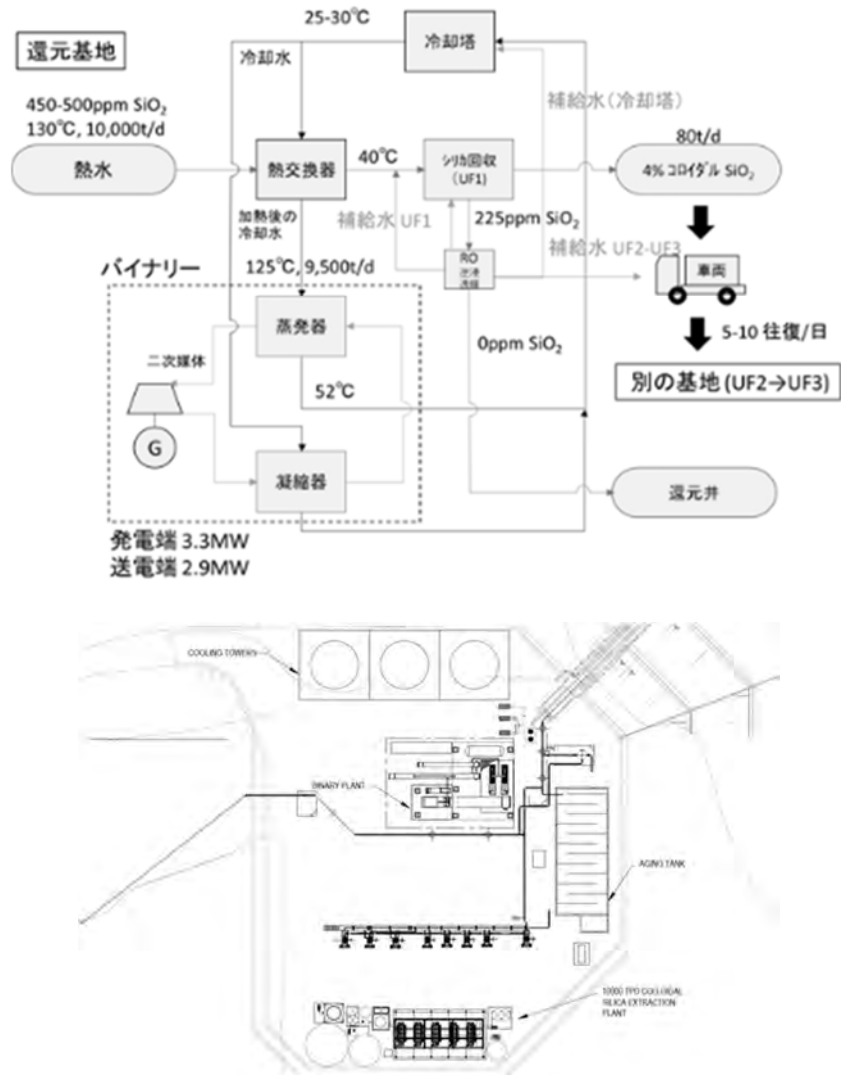 25-30℃
還元基地
冷却塔
冷却水
450-500ppm SiO₂
130℃, 10,000t/d
補給水(冷却塔)
80t/d
熱水
熱交換器
40℃
シリカ回収
(UF1)
4% コロイダル SiO₂
加熱後の
冷却水
補給水 UF1
225ppm SiO₂
補給水 UF2-UF3
バイナリー
125℃, 9,500t/d
RO
車両
蒸発器
0ppm SiO₂
5-10 往復/日
二次媒体
52℃
別の基地 (UF2→UF3)
G
凝縮器
還元井
発電端 3.3MW
送電端 2.9MW
COOLING TOWERS
BINARY PLANT
AGING TANK
10000 TPD COLLOIDAL
SILICA EXTRACTION
PLANT